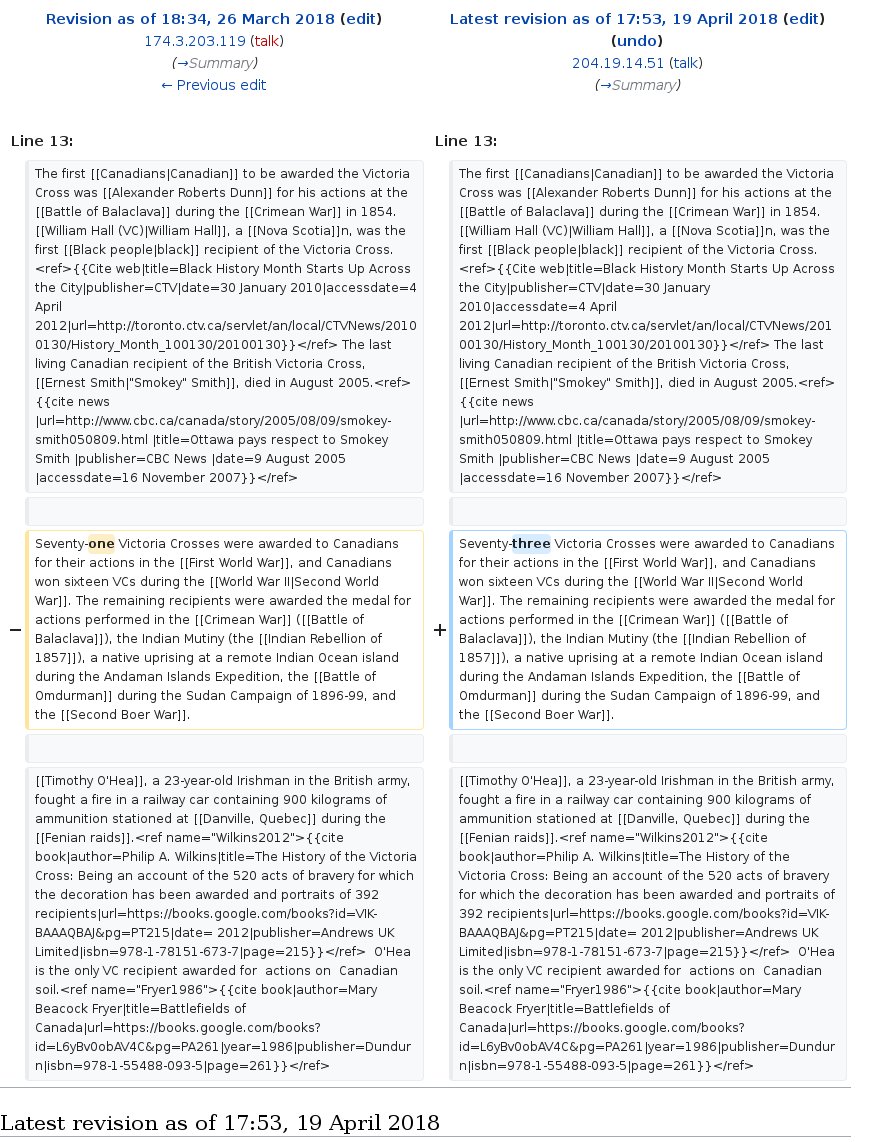 Revision as of 18:34, 26 March 2018 (edit)
174.3.203.119 (talk)
(→Summary)
← Previous edit
Latest revision as of 17:53, 19 April 2018 (edit)
(undo)
204.19.14.51 (talk)
(→Summary)
Line 13:
Line 13:
The first [[Canadians|Canadian]] to be awarded the Victoria
Cross was [[Alexander Roberts Dunn]] for his actions at the
[[Battle of Balaclava]] during the [[Crimean War]] in 1854.
[[William Hall (VC)|William Hall]], a [[Nova Scotia]]n, was the
first [[Black people|black]] recipient of the Victoria Cross.
<ref>{{Cite web|title=Black History Month Starts Up Across
the City|publisher=CTV|date=30 January 2010|accessdate=4
April
2012|url=http://toronto.ctv.ca/servlet/an/local/CTVNews/2010
0130/History_Month_100130/20100130}}</ref> The last
living Canadian recipient of the British Victoria Cross,
[[Ernest Smith|"Smokey" Smith]], died in August 2005.<ref>
{{cite news
|url=http://www.cbc.ca/canada/story/2005/08/09/smokey-
smith050809.html |title=Ottawa pays respect to Smokey
Smith |publisher=CBC News |date=9 August 2005
|accessdate=16 November 2007}}</ref>
The first [[Canadians|Canadian]] to be awarded the Victoria
Cross was [[Alexander Roberts Dunn]] for his actions at the
[[Battle of Balaclava]] during the [[Crimean War]] in 1854.
[[William Hall (VC)|William Hall]], a [[Nova Scotia]]n, was the
first [[Black people|black]] recipient of the Victoria Cross.
<ref>{{Cite web|title=Black History Month Starts Up Across
the City|publisher=CTV|date=30 January
2010|accessdate=4 April
2012|url=http://toronto.ctv.ca/servlet/an/local/CTVNews/201
00130/History_Month_100130/20100130}}</ref> The last
living Canadian recipient of the British Victoria Cross,
[[Ernest Smith|"Smokey" Smith]], died in August 2005.<ref>
{{cite news
|url=http://www.cbc.ca/canada/story/2005/08/09/smokey-
smith050809.html |title=Ottawa pays respect to Smokey
Smith |publisher=CBC News |date=9 August 2005
|accessdate=16 November 2007}}</ref>
−
Seventy-one Victoria Crosses were awarded to Canadians
for their actions in the [[First World War]], and Canadians
won sixteen VCs during the [[World War II|Second World
War]]. The remaining recipients were awarded the medal for
actions performed in the [[Crimean War]] ([[Battle of
Balaclava]]), the Indian Mutiny (the [[Indian Rebellion of
1857]]), a native uprising at a remote Indian Ocean island
during the Andaman Islands Expedition, the [[Battle of
Omdurman]] during the Sudan Campaign of 1896-99, and
the [[Second Boer War]].
+
Seventy-three Victoria Crosses were awarded to Canadians
for their actions in the [[First World War]], and Canadians
won sixteen VCs during the [[World War II|Second World
War]]. The remaining recipients were awarded the medal for
actions performed in the [[Crimean War]] ([[Battle of
Balaclava]]), the Indian Mutiny (the [[Indian Rebellion of
1857]]), a native uprising at a remote Indian Ocean island
during the Andaman Islands Expedition, the [[Battle of
Omdurman]] during the Sudan Campaign of 1896-99, and
the [[Second Boer War]].
[[Timothy O'Hea]], a 23-year-old Irishman in the British army,
fought a fire in a railway car containing 900 kilograms of
ammunition stationed at [[Danville, Quebec]] during the
[[Fenian raids]].<ref name="Wilkins2012">{{cite
book|author=Philip A. Wilkins|title=The History of the Victoria
Cross: Being an account of the 520 acts of bravery for which
the decoration has been awarded and portraits of 392
recipients|url=https://books.google.com/books?id=VIK-
BAAAQBAJ&pg=PT215|date= 2012|publisher=Andrews UK
Limited|isbn=978-1-78151-673-7|page=215}}</ref>  O'Hea
is the only VC recipient awarded for  actions on  Canadian
soil.<ref name="Fryer1986">{{cite book|author=Mary
Beacock Fryer|title=Battlefields of
Canada|url=https://books.google.com/books?
id=L6yBv0obAV4C&pg=PA261|year=1986|publisher=Dundur
n|isbn=978-1-55488-093-5|page=261}}</ref>
[[Timothy O'Hea]], a 23-year-old Irishman in the British army,
fought a fire in a railway car containing 900 kilograms of
ammunition stationed at [[Danville, Quebec]] during the
[[Fenian raids]].<ref name="Wilkins2012">{{cite
book|author=Philip A. Wilkins|title=The History of the
Victoria Cross: Being an account of the 520 acts of bravery
for which the decoration has been awarded and portraits of
392 recipients|url=https://books.google.com/books?id=VIK-
BAAAQBAJ&pg=PT215|date= 2012|publisher=Andrews UK
Limited|isbn=978-1-78151-673-7|page=215}}</ref>  O'Hea
is the only VC recipient awarded for  actions on  Canadian
soil.<ref name="Fryer1986">{{cite book|author=Mary
Beacock Fryer|title=Battlefields of
Canada|url=https://books.google.com/books?
id=L6yBv0obAV4C&pg=PA261|year=1986|publisher=Dundur
n|isbn=978-1-55488-093-5|page=261}}</ref>
Latest revision as of 17:53, 19 April 2018